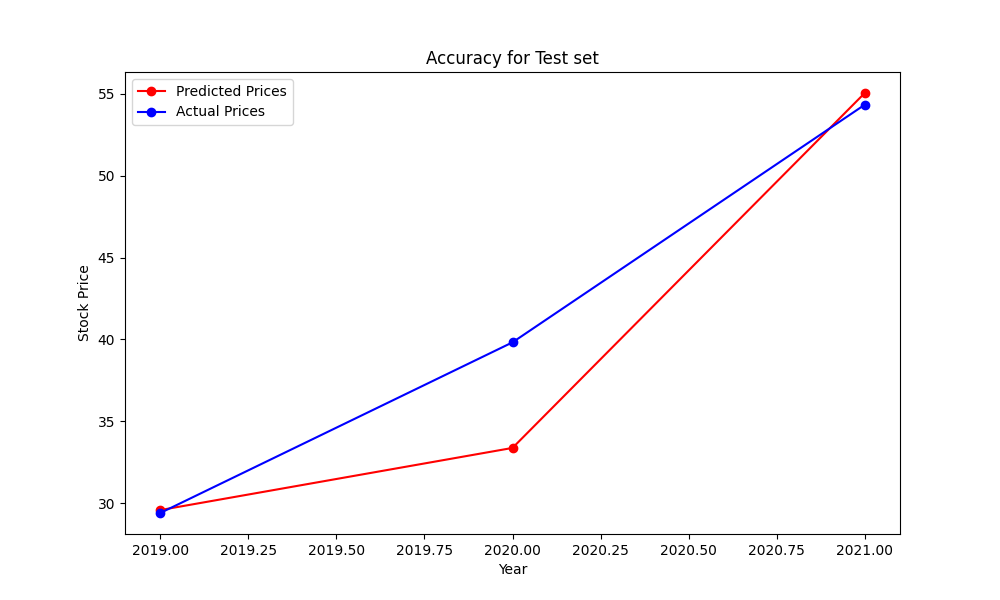 Accuracy for Test set
Predicted Prices
Actual Prices
Stock Price
55
50
45
40
35
30
2019.00 2019.25 2019.50 2019.75 2020.00 2020.25 2020.50 2020.75 2021.00
Year